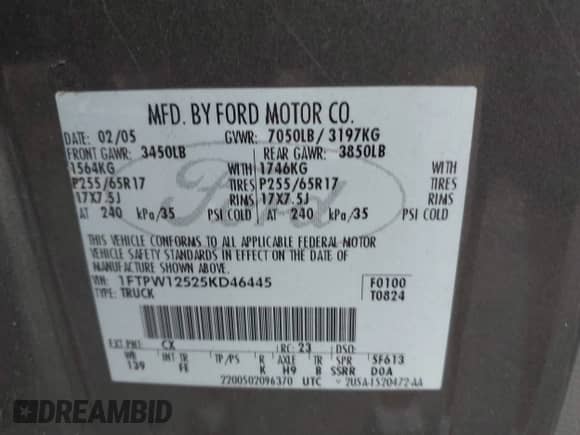 MFD. BY FORD MOTOR CO.
DATE: 02/05 GVWR: 7050LB/ 3197KG
FRONT GAWR: 3450LB REAR GAWR: 3850LB
1564KG WITH 1746KG WITH
P255/65R17 TIRES P255/65R17 TIRES
17X7.5J RIMS 17X7.5J RIMS
AT 240 kPa/35 PSI COLD AT 240 kPa/35 PSI COLD
THIS VEHICLE CONFORMS TO ALL APPLICABLE FEDERAL MOTOR
VEHICLE SAFETY STANDARDS IN EFFECT ON THE DATE OF
MANUFACTURE SHOWN ABOVE.
VIN: 1FTPW12525KD46445 F0100
TYPE: TRUCK T0824
EXT PNT: CX RC: 23 DSO:
WB INT TR TP/PS R AXLE TR SPR SF613
139 FE K H9 B SSRR D0A
2200502096370 UTC
Ford
DREAMBID